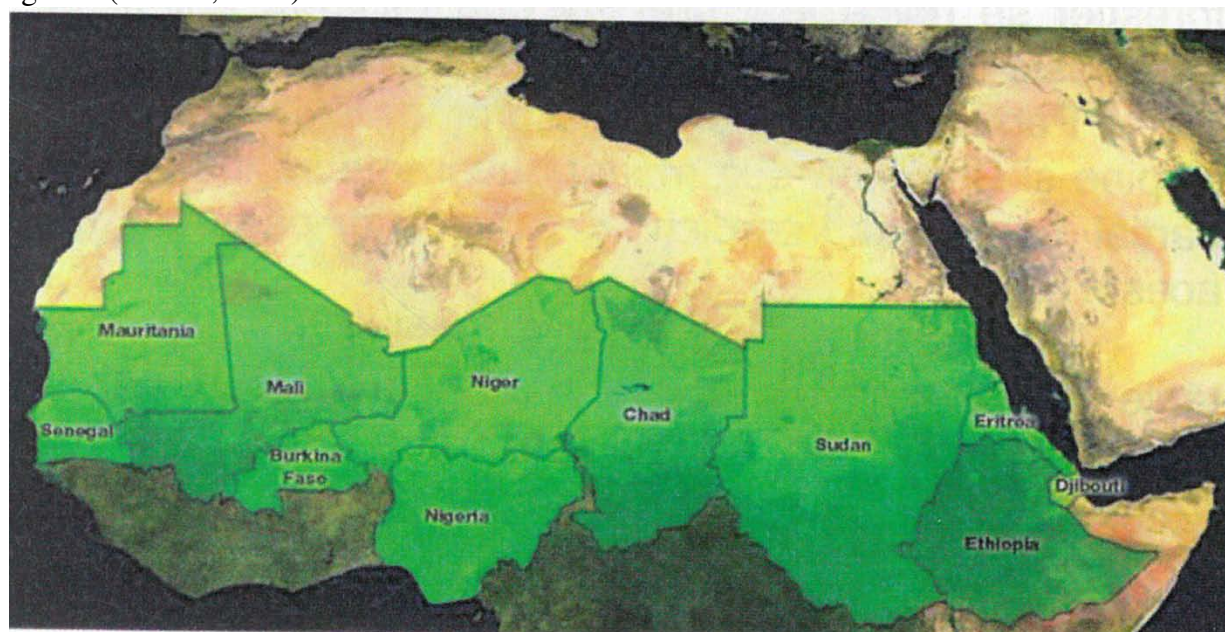 Mauritania
Mali
Niger
Chad
Sudan
Eritrea
Senegal
Burkina
Faso
Nigeria
Djibouti
Ethiopia